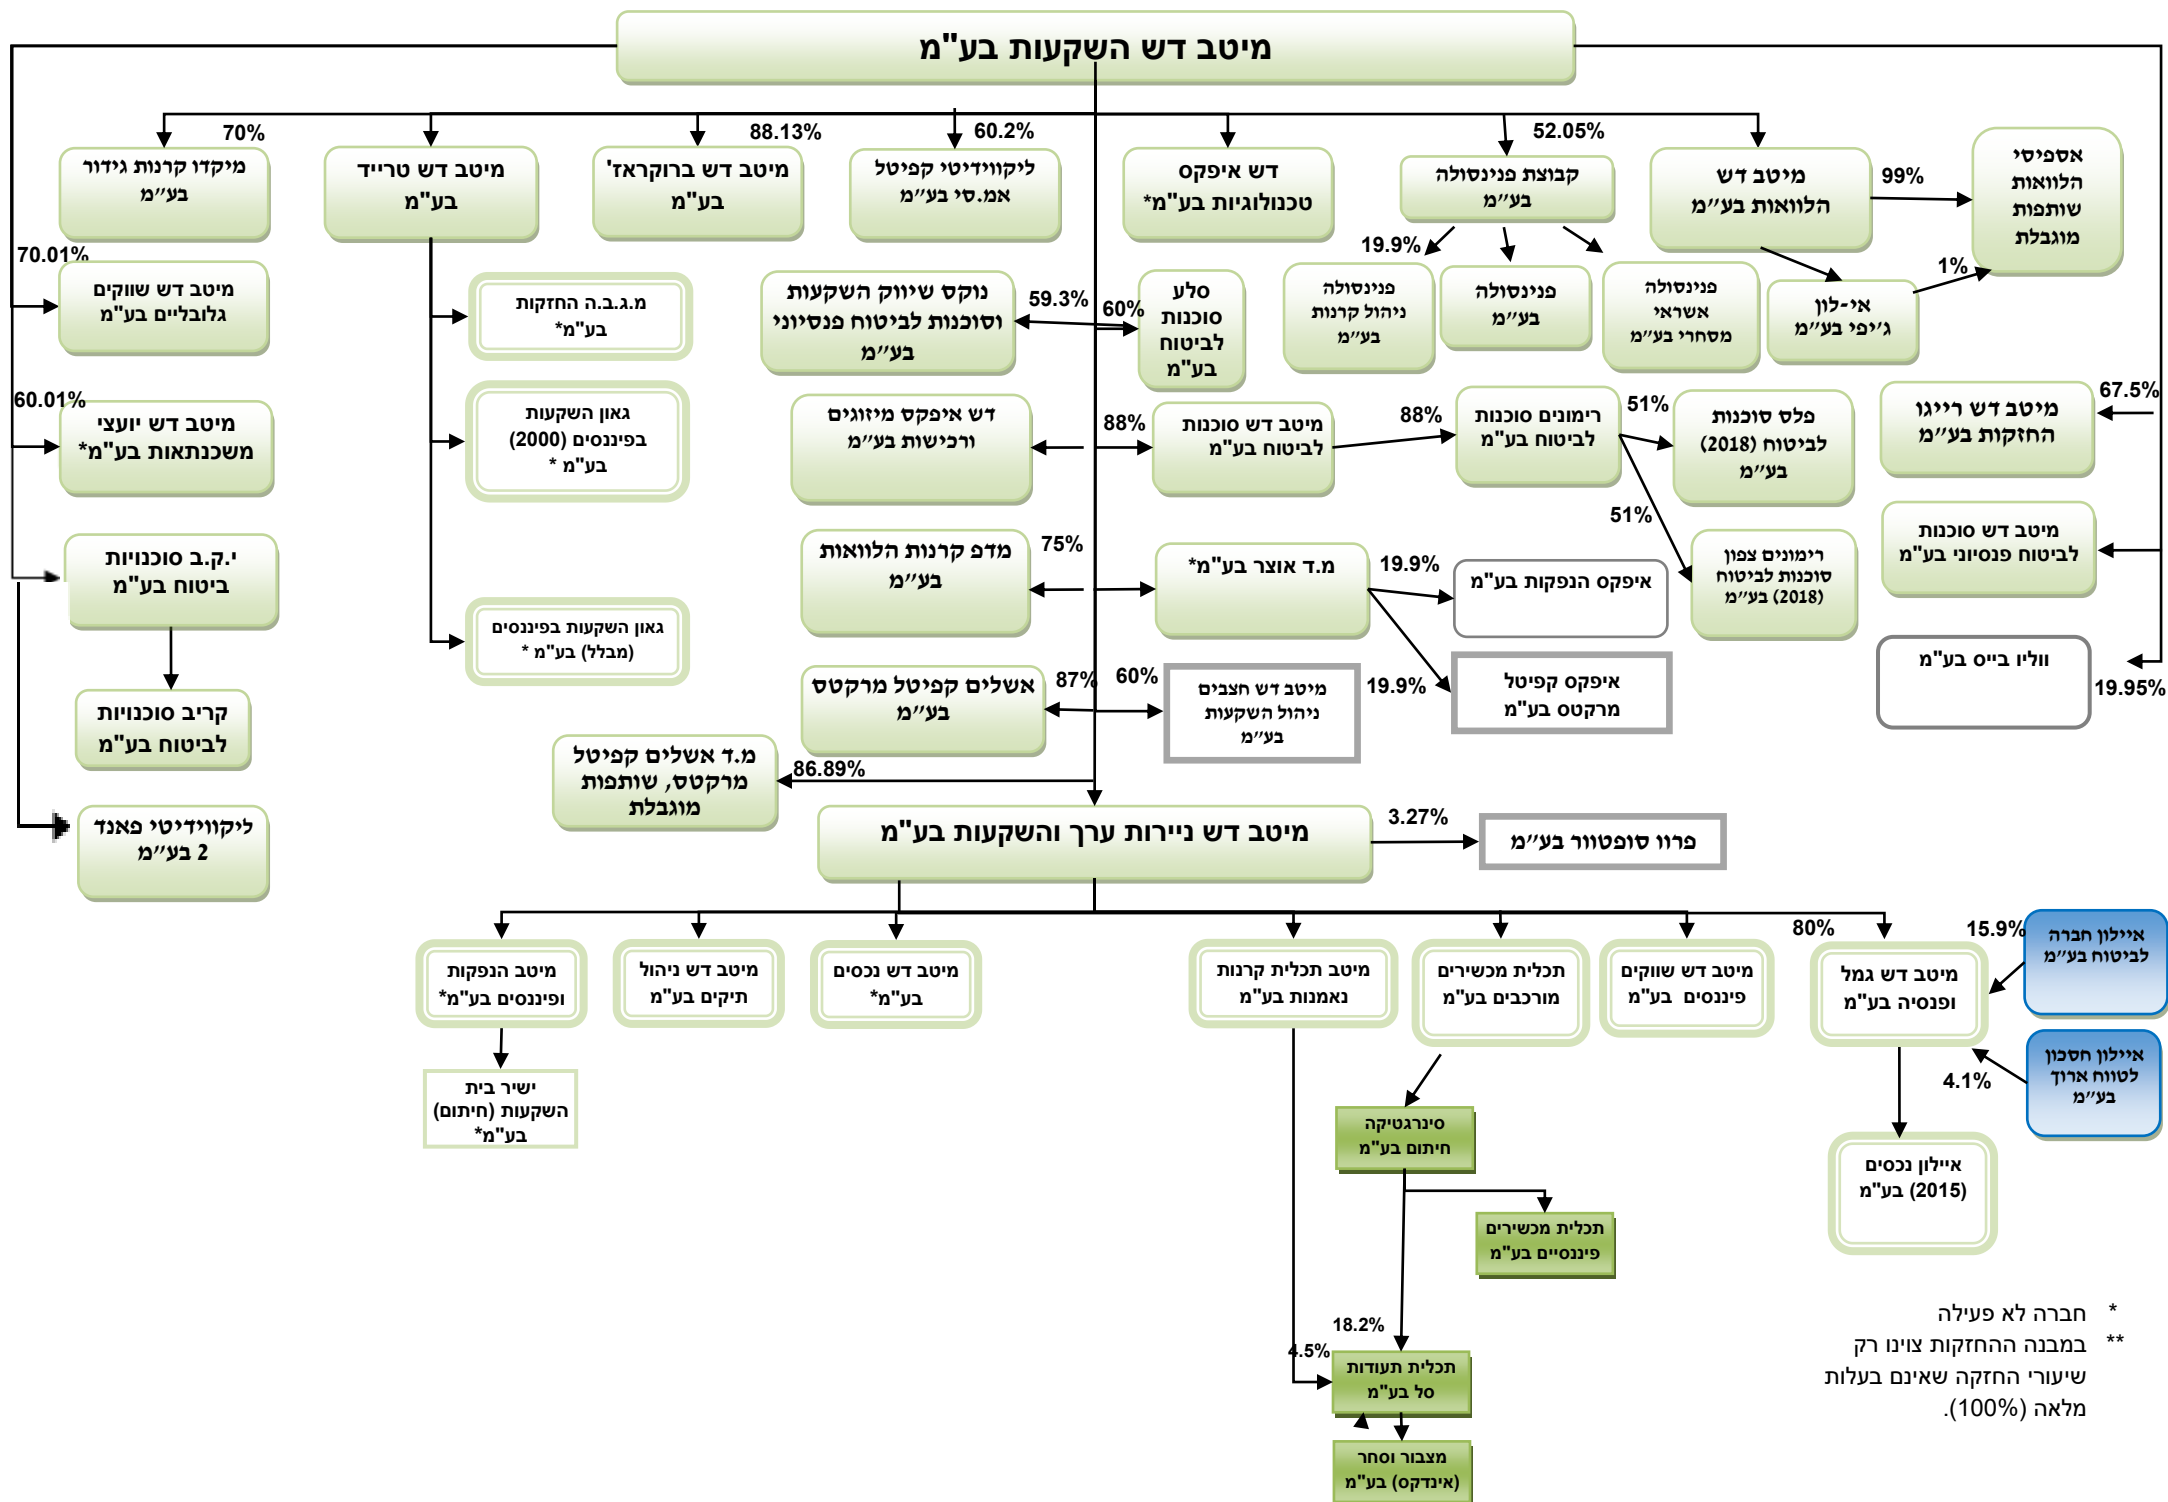 מיטב דש השקעות בע"מ
70%
88.13%
60.2%
52.05%
מיקדו קרנות גידור
בע״מ
מיטב דש טרייד
בע"מ
מיטב דש ברוקראז'
בע"מ
ליקווידיטי קפיטל
אמ.סי בע״מ
דש איפקס
טכנולוגיות בע"מ*
קבוצת פנינסולה
בע״מ
מיטב דש
הלוואות בע״מ
99%
אספיסי
הלוואות
שותפות
מוגבלת
70.01%
מיטב דש שווקים
גלובליים בע"מ
מ.ג.ב.ה החזקות
בע"מ*
נוקס שיווק השקעות
וסוכנות לביטוח פנסיוני
בע״מ
59.3%
60%
סלע
סוכנות
לביטוח
בע"מ
19.9%
פנינסולה
ניהול קרנות
בע״מ
פנינסולה
בע״מ
פנינסולה
אשראי
מסחרי בע״מ
אי-לון
ג׳יפי בע״מ
1%
60.01%
מיטב דש יועצי
משכנתאות בע"מ*
גאון השקעות
בפיננסים (2000)
בע"מ *
דש איפקס מיזוגים
ורכישות בע״מ
88%
מיטב דש סוכנות
לביטוח בע"מ
88%
רימונים סוכנות
לביטוח בע"מ
51%
פלס סוכנות
לביטוח (2018)
בע״מ
51%
מיטב דש רייגו
החזקות בע״מ
67.5%
י.ק.ב סוכנויות
ביטוח בע"מ
מדפ קרנות הלוואות
בע״מ
75%
מ.ד אוצר בע"מ*
19.9%
איפקס הנפקות בע"מ
רימונים צפון
סוכנות לביטוח
(2018) בע״מ
מיטב דש סוכנות
לביטוח פנסיוני בע"מ
גאון השקעות בפיננסים
(מבלל) בע"מ *
קריב סוכנויות
לביטוח בע"מ
אשלים קפיטל מרקטס
בע״מ
87%
60%
מיטב דש חצבים
ניהול השקעות
בע״מ
19.9%
איפקס קפיטל
מרקטס בע"מ
ווליו בייס בע"מ
19.95%
מ.ד אשלים קפיטל
מרקטס, שותפות
מוגבלת
86.89%
ליקווידיטי פאנד
2 בע״מ
מיטב דש ניירות ערך והשקעות בע"מ
3.27%
פרוו סופטוור בע״מ
מיטב הנפקות
ופיננסים בע"מ*
מיטב דש ניהול
תיקים בע"מ
מיטב דש נכסים
בע"מ*
מיטב תכלית קרנות
נאמנות בע"מ
תכלית מכשירים
מורכבים בע"מ
מיטב דש שווקים
פיננסים בע"מ
80%
מיטב דש גמל
ופנסיה בע"מ
15.9%
איילון חברה
לביטוח בע״מ
4.1%
איילון חסכון
לטווח ארוך
בע״מ
ישיר בית
השקעות (חיתום)
בע"מ*
סינרגטיקה
חיתום בע"מ
איילון נכסים
(2015) בע"מ
תכלית מכשירים
פיננסיים בע"מ
18.2%
4.5%
תכלית תעודות
סל בע"מ
מצבור וסחר
(אינדקס) בע"מ
* חברה לא פעילה
** במבנה ההחזקות צוינו רק
שיעורי החזקה שאינם בעלות
מלאה (100%).